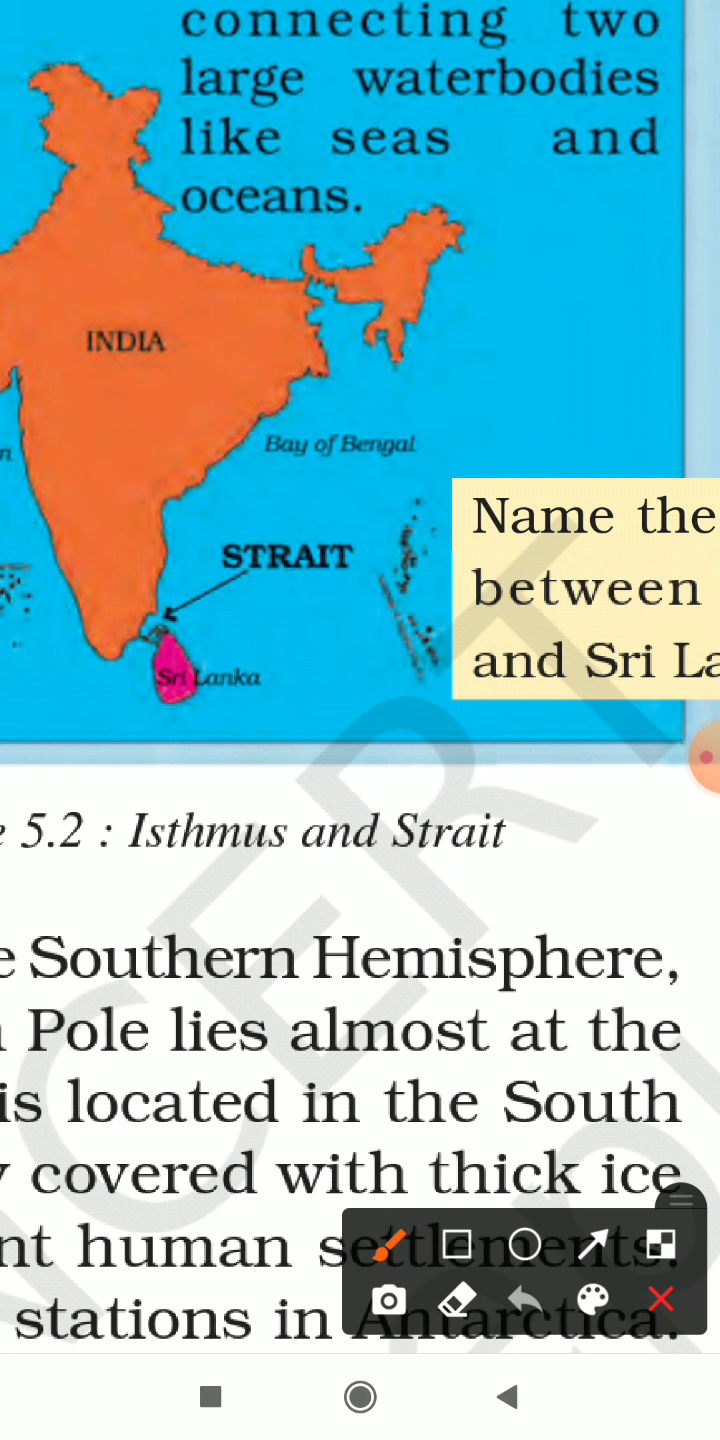 connecting two
large waterbodies
like seas and
oceans.
INDIA
n
Bay of Bengal
STRAIT
Sri Lanka
Name the
between
and Sri La
e 5.2 : Isthmus and Strait
e Southern Hemisphere,
Pole lies almost at the
is located in the South
y covered with thick ice
nt human settlements.
stations in Antarctica.
NCERT